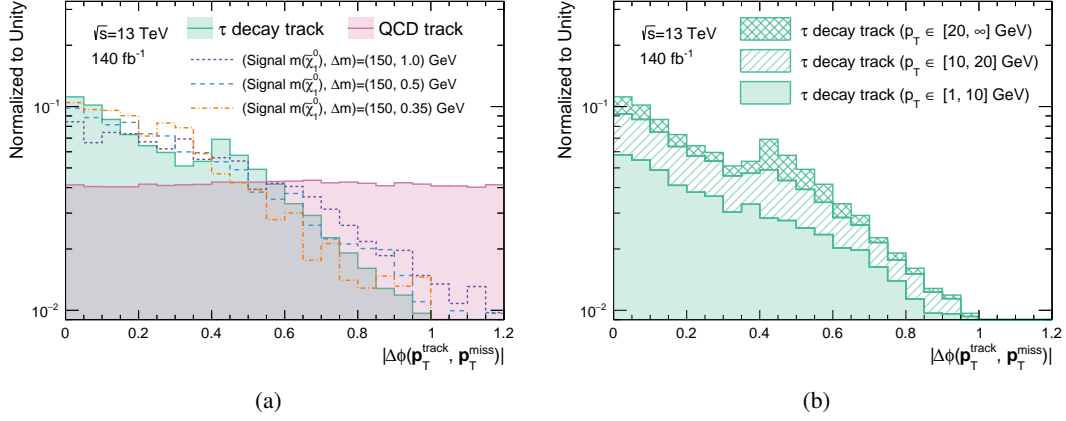 Normalized to Unity
√s=13 TeV
140 fb⁻¹
τ decay track
QCD track
(Signal m(χ̃₁⁰), Δm)=(150, 1.0) GeV
(Signal m(χ̃₁⁰), Δm)=(150, 0.5) GeV
(Signal m(χ̃₁⁰), Δm)=(150, 0.35) GeV
10⁻¹
10⁻²
0 0.2 0.4 0.6 0.8 1 1.2
|Δϕ(p_T^track, p_T^miss)|
(a)
Normalized to Unity
√s=13 TeV
140 fb⁻¹
τ decay track (p_T ∈ [20, ∞] GeV)
τ decay track (p_T ∈ [10, 20] GeV)
τ decay track (p_T ∈ [1, 10] GeV)
10⁻¹
10⁻²
0 0.2 0.4 0.6 0.8 1 1.2
|Δϕ(p_T^track, p_T^miss)|
(b)